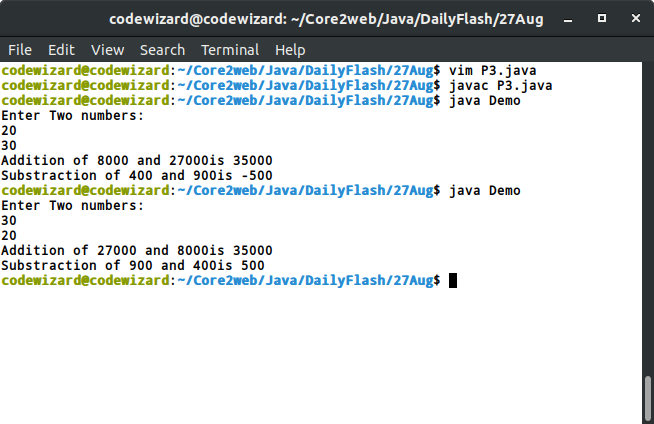 codewizard@codewizard: ~/Core2web/Java/DailyFlash/27Aug
File Edit View Search Terminal Help
codewizard@codewizard:~/Core2web/Java/DailyFlash/27Aug$ vim P3.java
codewizard@codewizard:~/Core2web/Java/DailyFlash/27Aug$ javac P3.java
codewizard@codewizard:~/Core2web/Java/DailyFlash/27Aug$ java Demo
Enter Two numbers:
20
30
Addition of 8000 and 27000is 35000
Substraction of 400 and 900is -500
codewizard@codewizard:~/Core2web/Java/DailyFlash/27Aug$ java Demo
Enter Two numbers:
30
20
Addition of 27000 and 8000is 35000
Substraction of 900 and 400is 500
codewizard@codewizard:~/Core2web/Java/DailyFlash/27Aug$